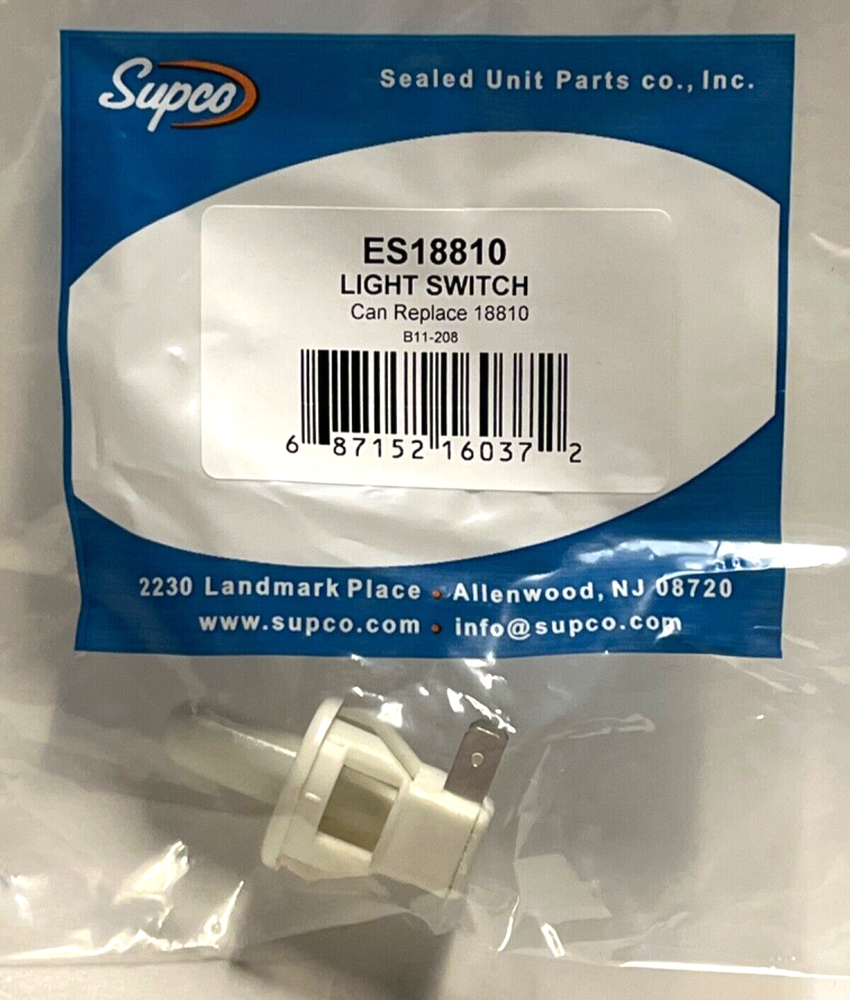 Supco
Sealed Unit Parts co., Inc.
ES18810
LIGHT SWITCH
Can Replace 18810
B11-208
6 87152 16037 2
2230 Landmark Place • Allenwood, NJ 08720
www.supco.com • info@supco.com